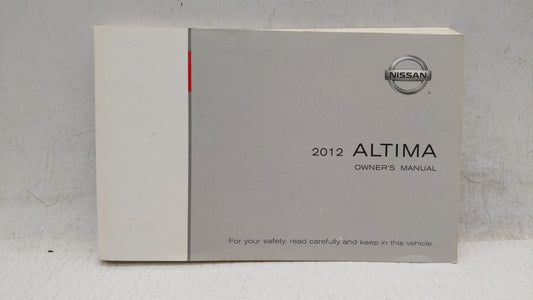 NISSAN
2012 ALTIMA
OWNER'S MANUAL
For your safety, read carefully and keep in this vehicle.